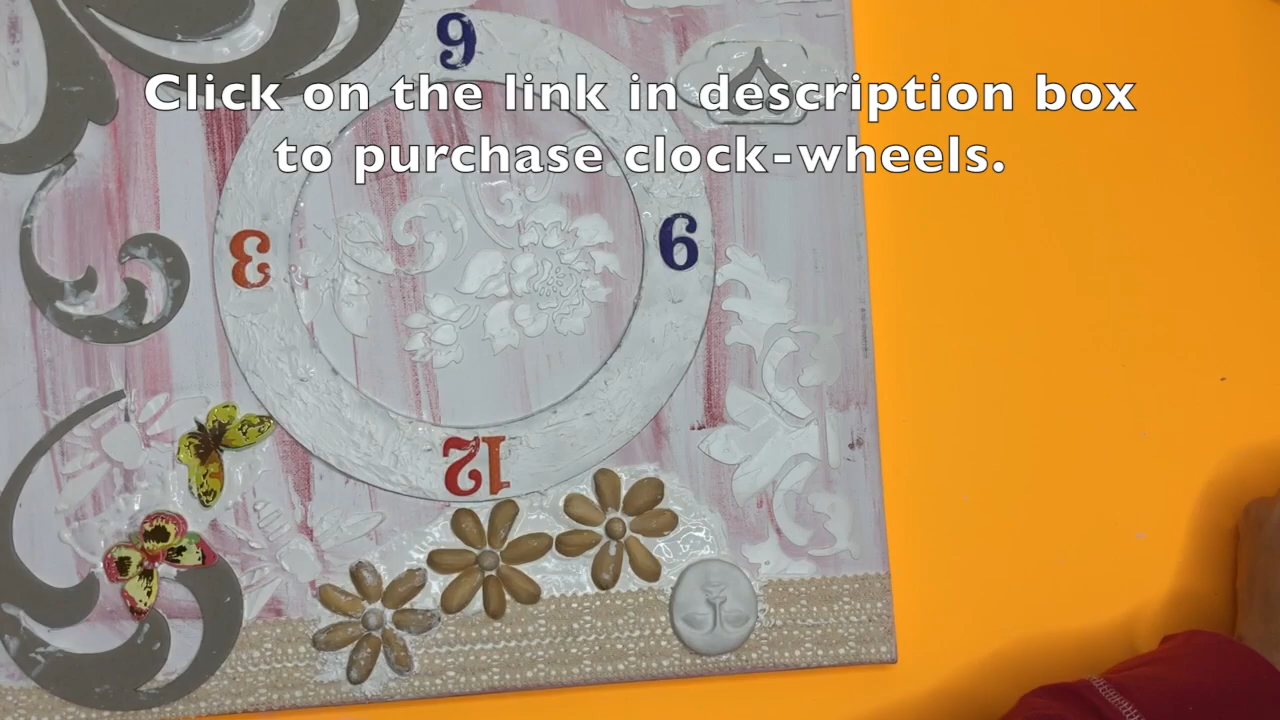 6
Click on the link in description box
to purchase clock-wheels.
3 9
12